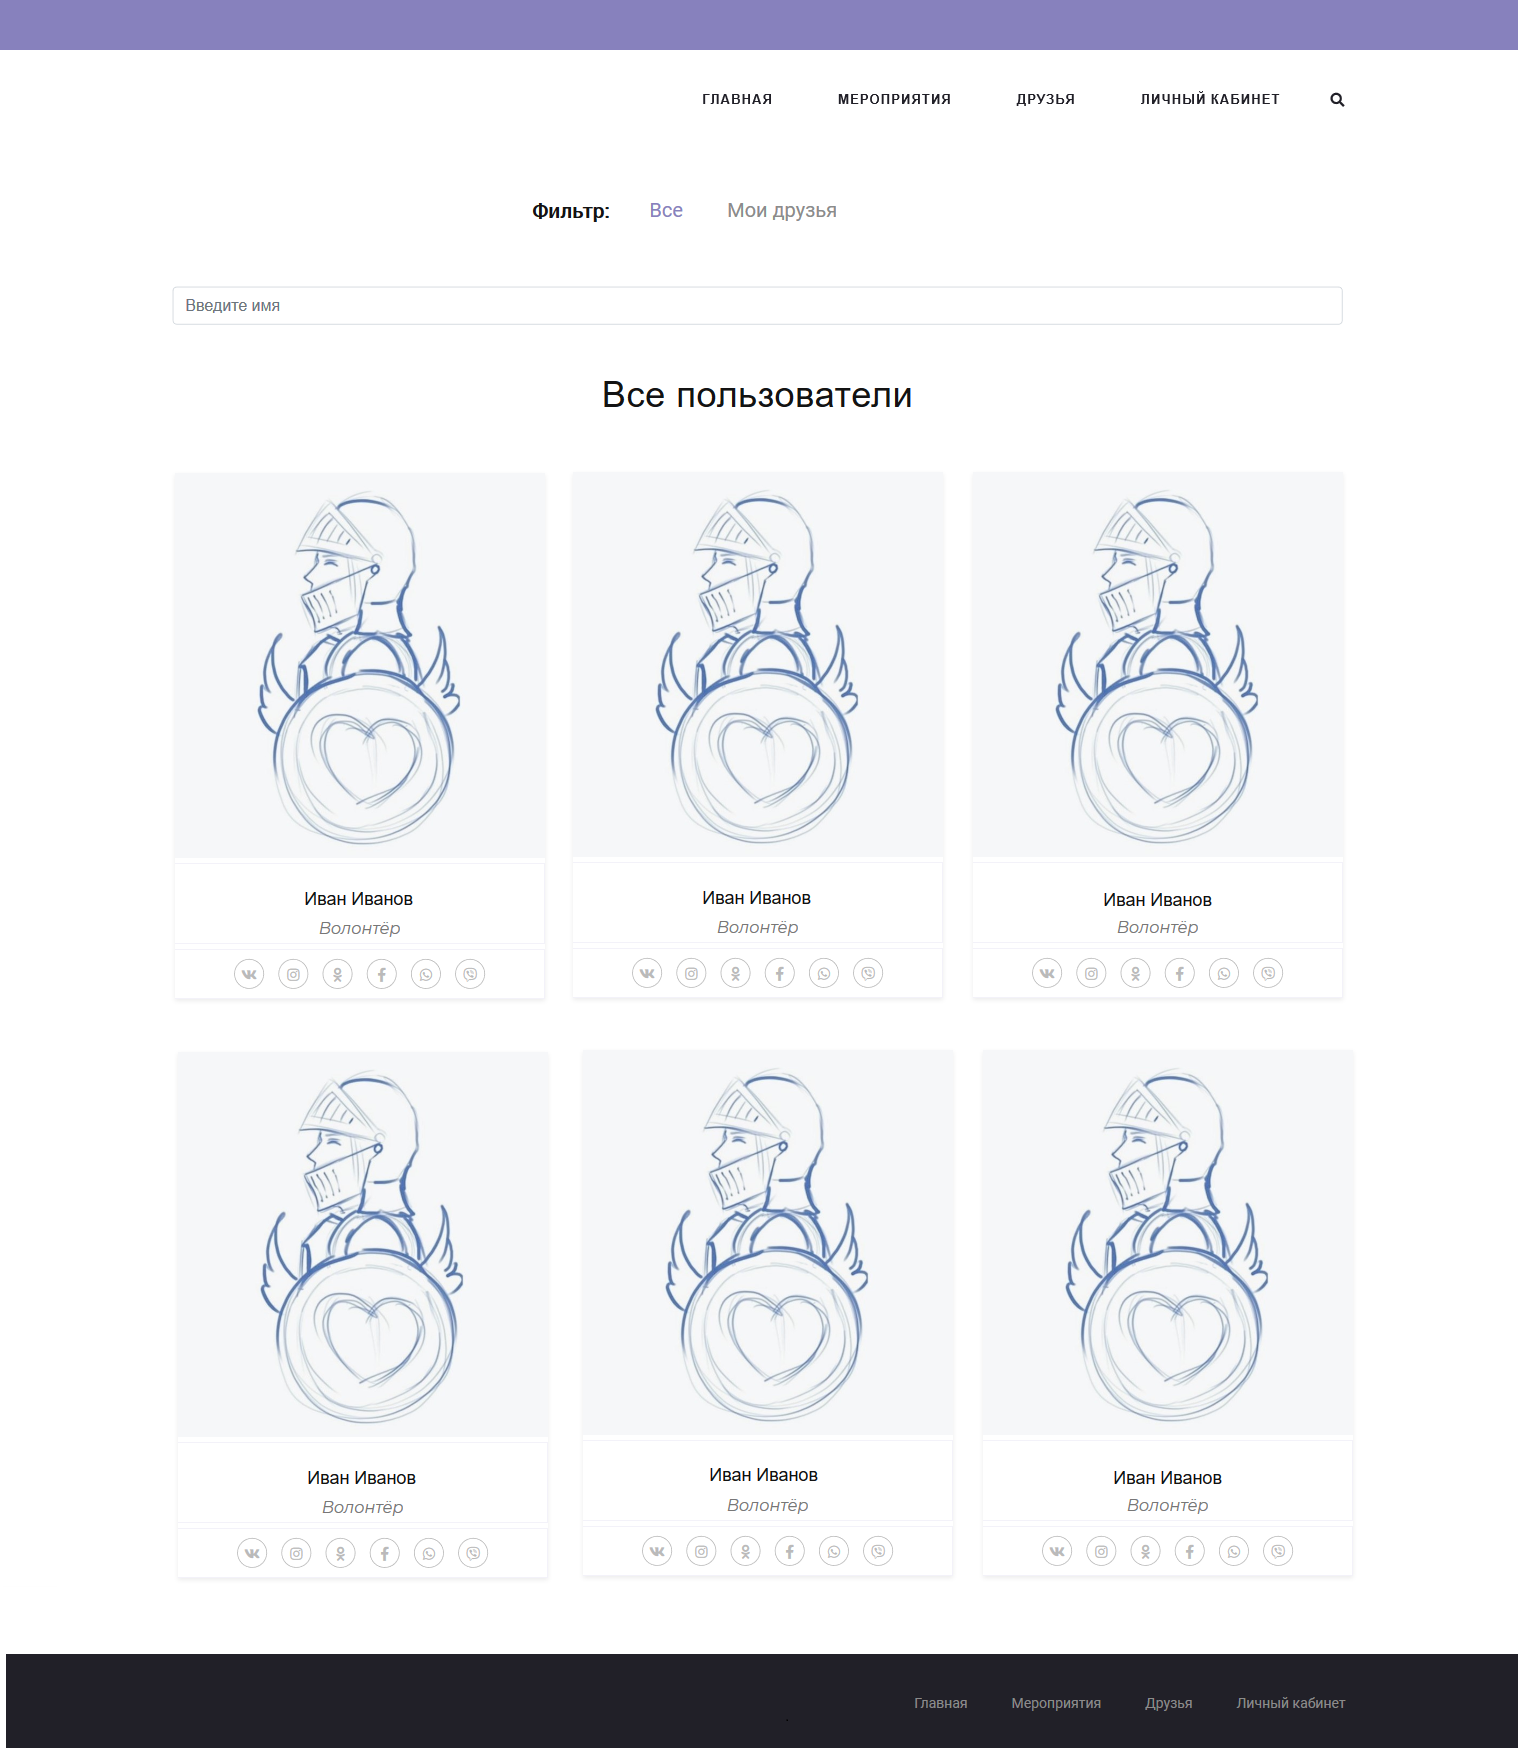 ГЛАВНАЯ МЕРОПРИЯТИЯ ДРУЗЬЯ ЛИЧНЫЙ КАБИНЕТ
Фильтр: Все Мои друзья
Введите имя
Все пользователи
Иван Иванов Иван Иванов Иван Иванов
Волонтёр Волонтёр Волонтёр
Иван Иванов Иван Иванов Иван Иванов
Волонтёр Волонтёр Волонтёр
Главная Мероприятия Друзья Личный кабинет